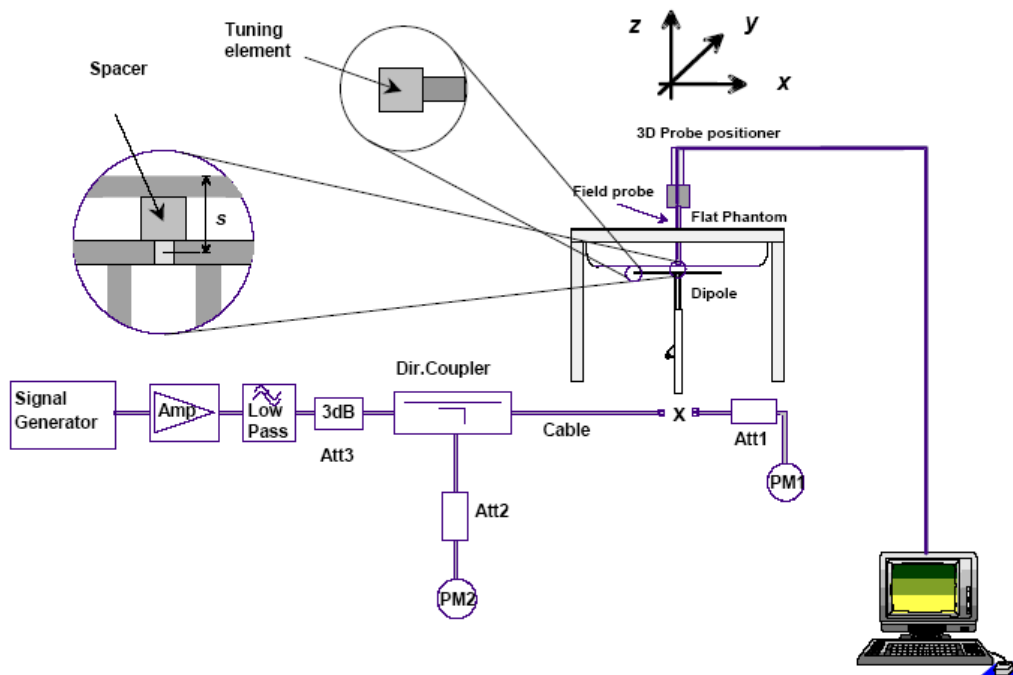 Tuning
element
Spacer
z
y
x
3D Probe positioner
s
Field probe
Flat Phantom
Dipole
Dir.Coupler
Signal
Generator
Amp
Low
Pass
3dB
Att3
Cable
X
Att1
PM1
Att2
PM2